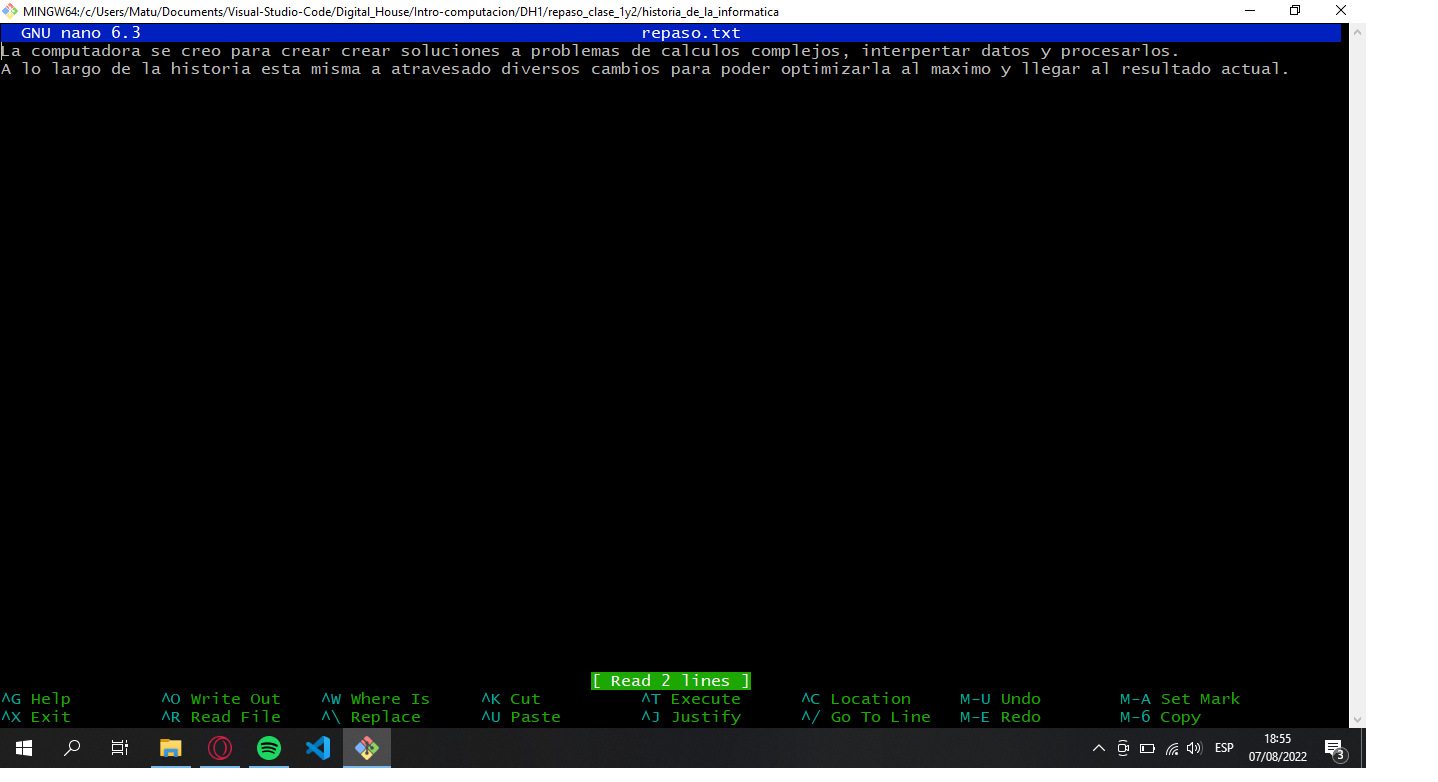 MINGW64:/c/Users/Matu/Documents/Visual-Studio-Code/Digital_House/Intro-computacion/DH1/repaso_clase_1y2/historia_de_la_informatica
GNU nano 6.3 repaso.txt
La computadora se creo para crear crear soluciones a problemas de calculos complejos, interpertar datos y procesarlos.
A lo largo de la historia esta misma a atravesado diversos cambios para poder optimizarla al maximo y llegar al resultado actual.
[ Read 2 lines ]
^G Help ^O Write Out ^W Where Is ^K Cut ^T Execute ^C Location M-U Undo M-A Set Mark
^X Exit ^R Read File ^\ Replace ^U Paste ^J Justify ^/ Go To Line M-E Redo M-6 Copy
ESP
18:55
07/08/2022
3